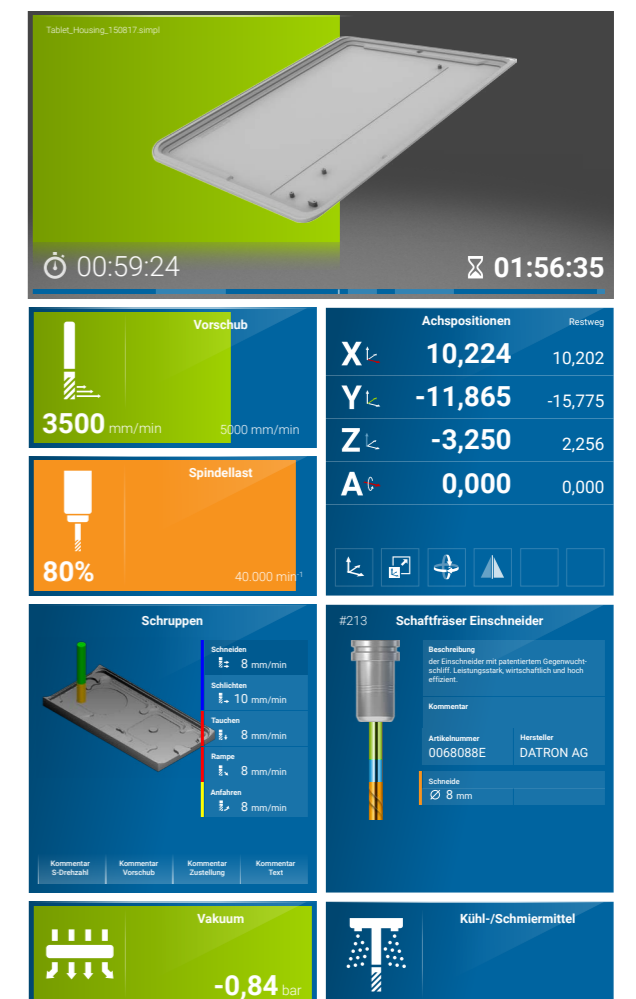 Tablet_Housing_150817.simpl
00:59:24
01:56:35
Vorschub
3500 mm/min
5000 mm/min
Spindellast
80%
40.000 min-1
Achspositionen
Restweg
X 10,224 10,202
Y -11,865 -15,775
Z -3,250 2,256
A 0,000 0,000
Schruppen
Schneiden
8 mm/min
Schlichten
10 mm/min
Tauchen
8 mm/min
Rampe
8 mm/min
Anfahren
8 mm/min
Kommentar
S-Drehzahl
Kommentar
Vorschub
Kommentar
Zustellung
Kommentar
Text
#213 Schaftfräser Einschneider
Beschreibung
der Einschneider mit patentiertem Gegenwucht-
schliff. Leistungsstark, wirtschaftlich und hoch
effizient.
Kommentar
Artikelnummer
0068088E
Hersteller
DATRON AG
Schneide
Ø 8 mm
Vakuum
-0,84 bar
Kühl-/Schmiermittel